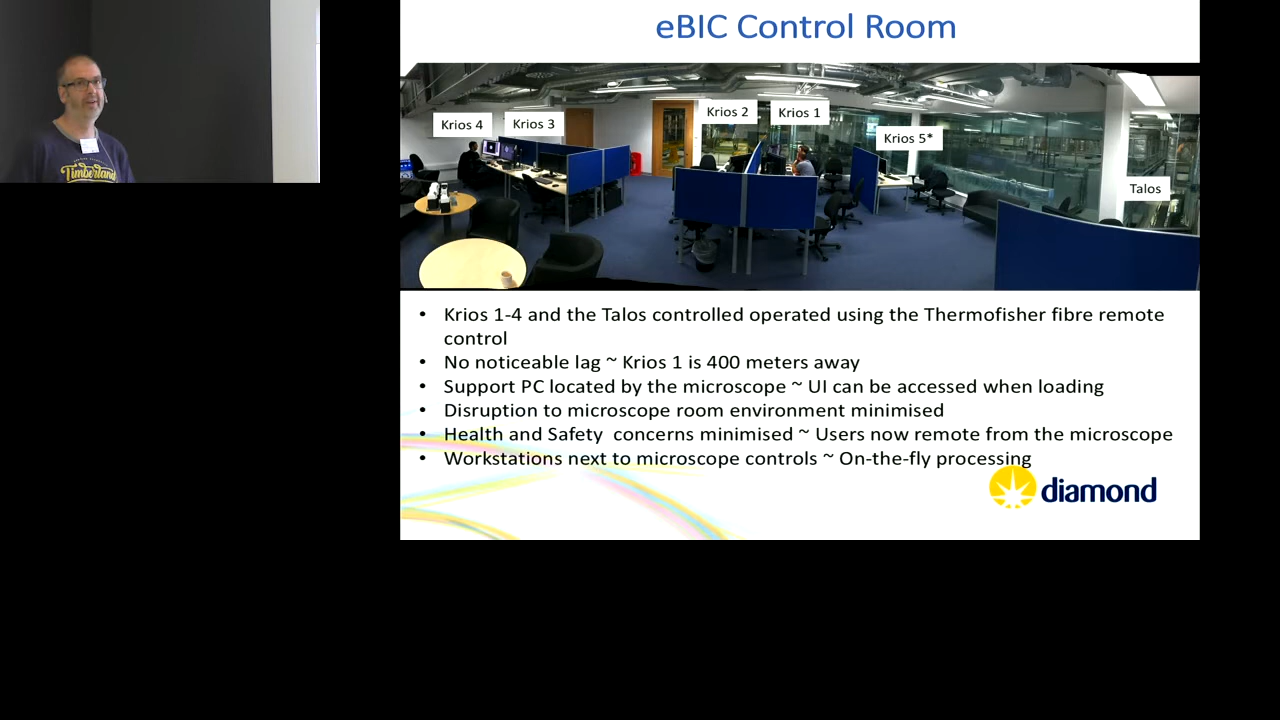 eBIC Control Room
Krios 4
Krios 3
Krios 2
Krios 1
Krios 5*
Talos
• Krios 1-4 and the Talos controlled operated using the Thermofisher fibre remote
control
• No noticeable lag ~ Krios 1 is 400 meters away
• Support PC located by the microscope ~ UI can be accessed when loading
• Disruption to microscope room environment minimised
• Health and Safety concerns minimised ~ Users now remote from the microscope
• Workstations next to microscope controls ~ On-the-fly processing
diamond
Timberland